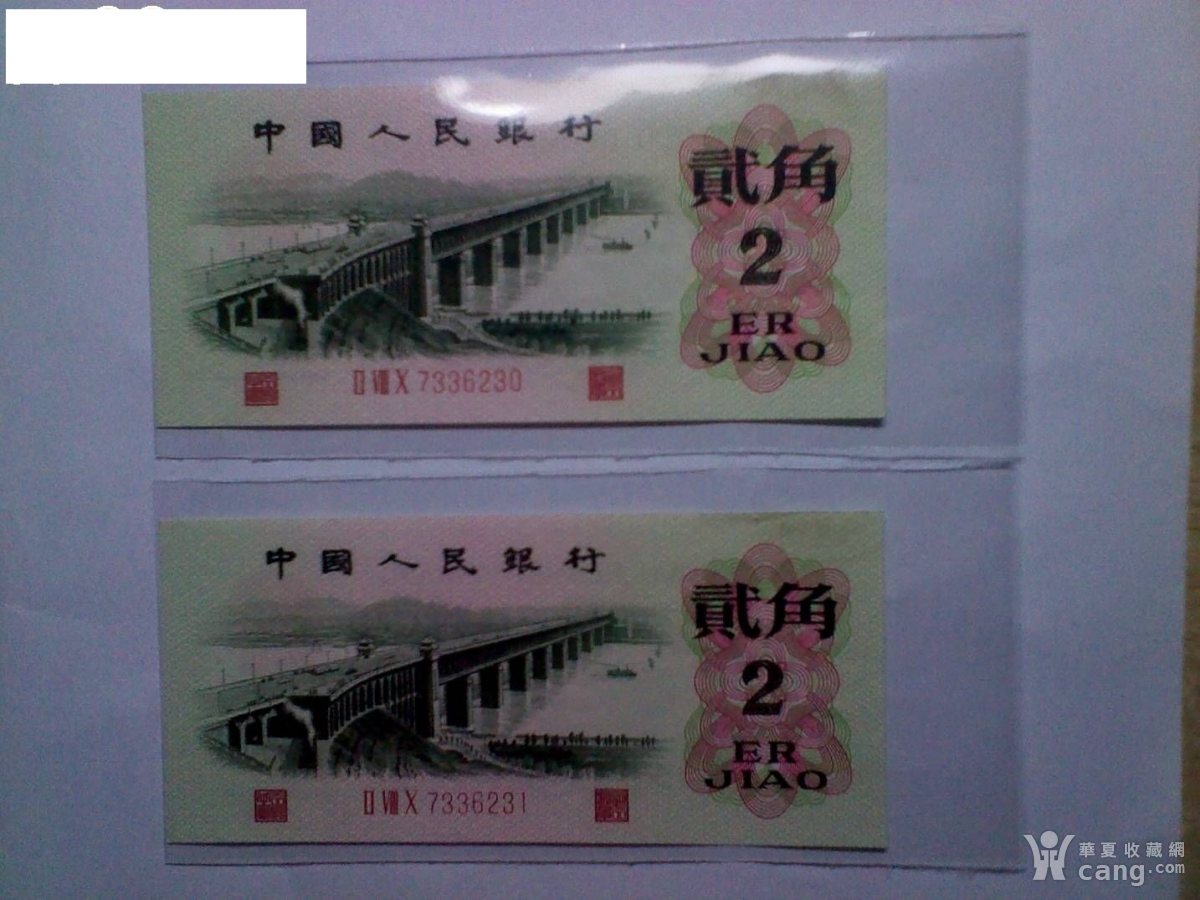 中國人民銀行
貳角
2
ER
JIAO
II VIII X 7336230
中國人民銀行
貳角
2
ER
JIAO
II VIII X 7336231
華夏收藏網
cang.com